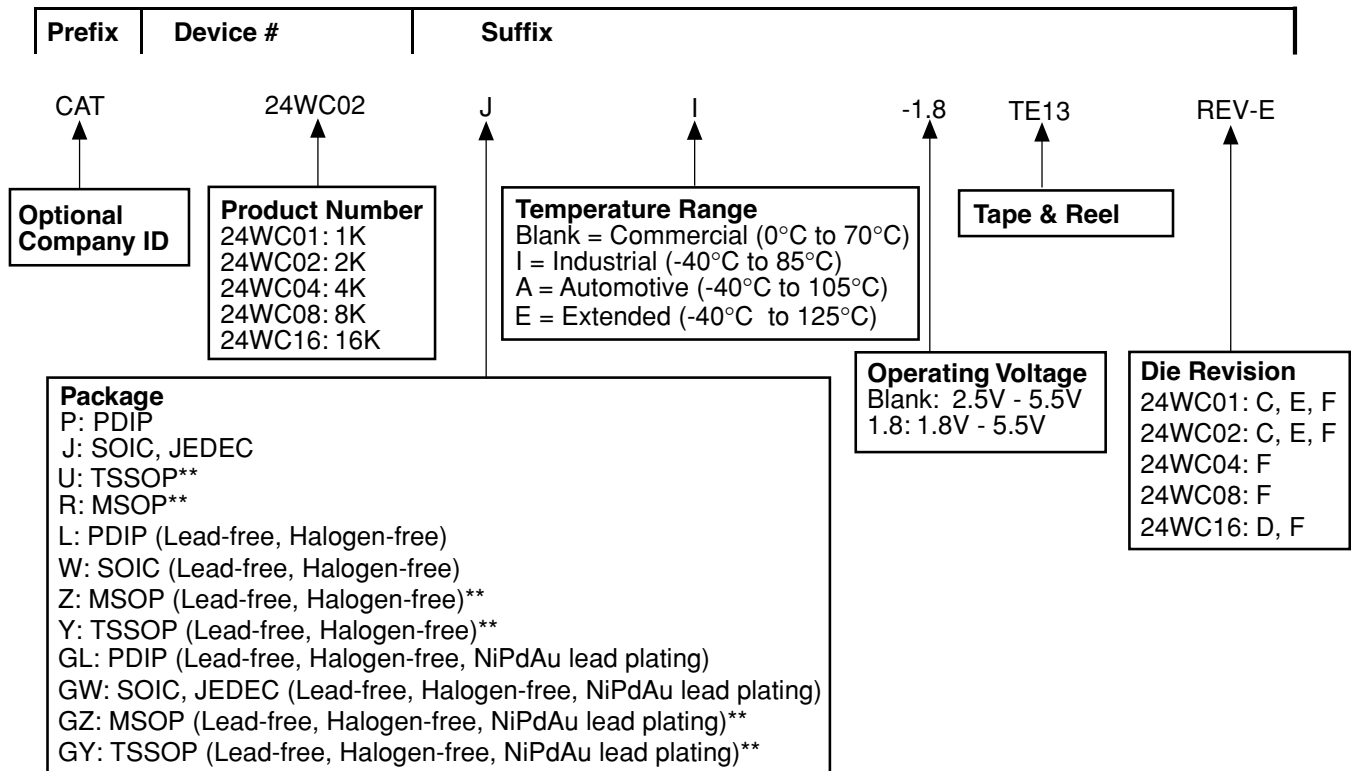 Prefix Device # Suffix
CAT 24WC02 J I -1.8 TE13 REV-E
Optional
Company ID
Product Number
24WC01: 1K
24WC02: 2K
24WC04: 4K
24WC08: 8K
24WC16: 16K
Temperature Range
Blank = Commercial (0°C to 70°C)
I = Industrial (-40°C to 85°C)
A = Automotive (-40°C to 105°C)
E = Extended (-40°C to 125°C)
Tape & Reel
Package
P: PDIP
J: SOIC, JEDEC
U: TSSOP**
R: MSOP**
L: PDIP (Lead-free, Halogen-free)
W: SOIC (Lead-free, Halogen-free)
Z: MSOP (Lead-free, Halogen-free)**
Y: TSSOP (Lead-free, Halogen-free)**
GL: PDIP (Lead-free, Halogen-free, NiPdAu lead plating)
GW: SOIC, JEDEC (Lead-free, Halogen-free, NiPdAu lead plating)
GZ: MSOP (Lead-free, Halogen-free, NiPdAu lead plating)**
GY: TSSOP (Lead-free, Halogen-free, NiPdAu lead plating)**
Operating Voltage
Blank: 2.5V - 5.5V
1.8: 1.8V - 5.5V
Die Revision
24WC01: C, E, F
24WC02: C, E, F
24WC04: F
24WC08: F
24WC16: D, F